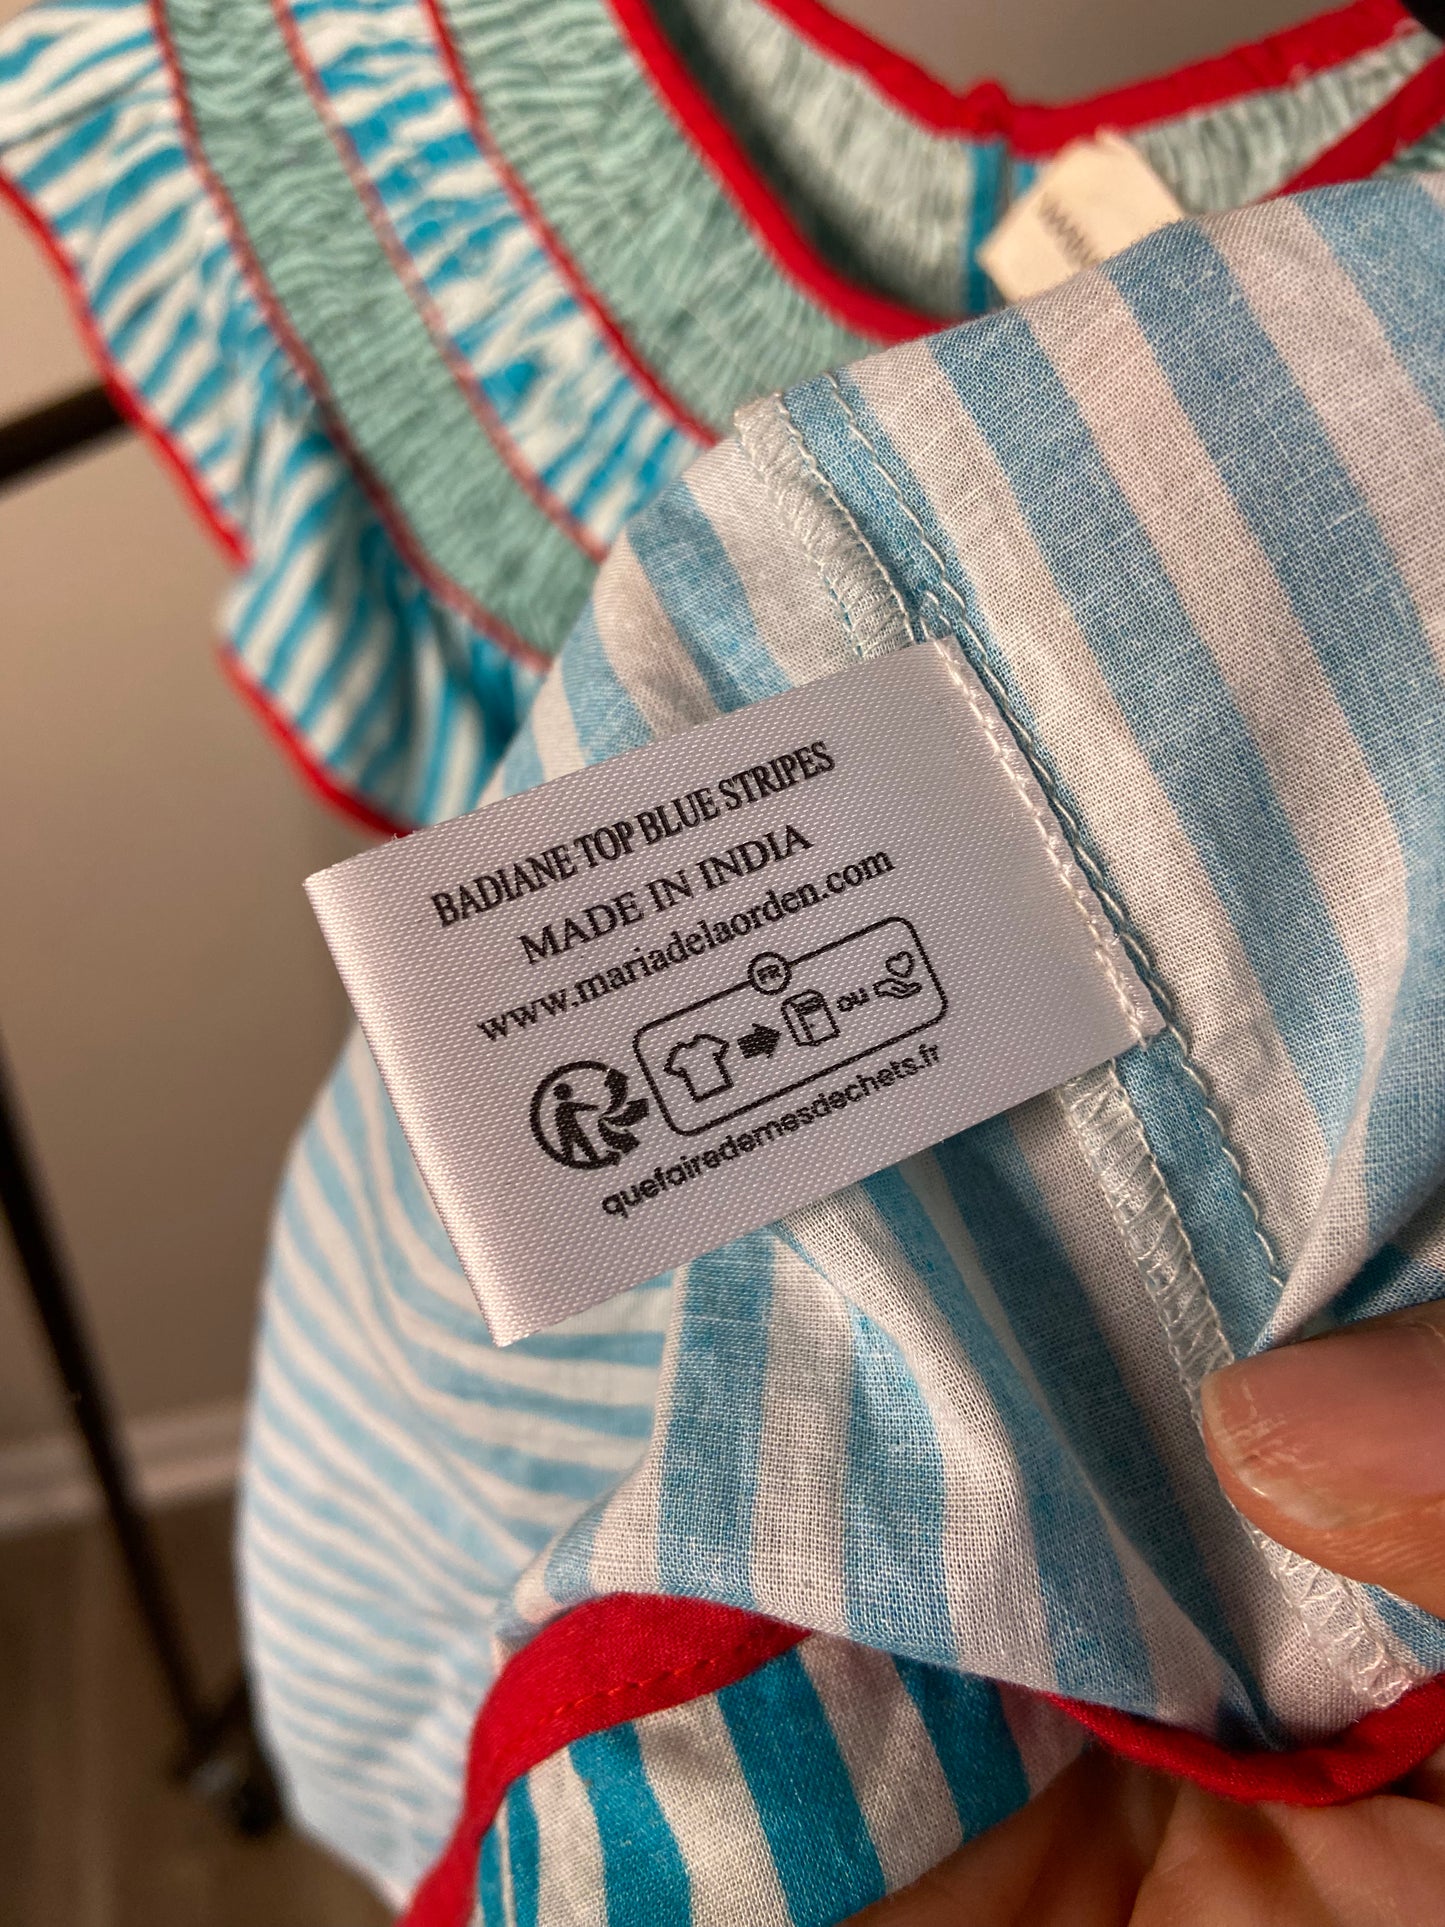 BADIANE TOP BLUE STRIPES
MADE IN INDIA
www.mariadelaorden.com
FR
OU
quefairedemesdechets.fr